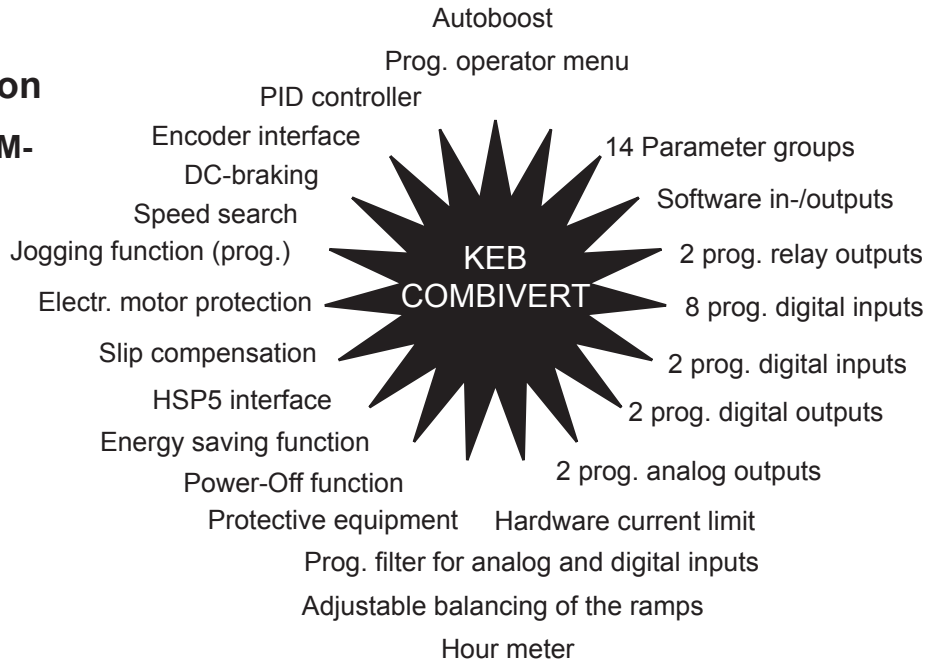 Autoboost
Prog. operator menu
on
PID controller
M-
Encoder interface
14 Parameter groups
DC-braking
Software in-/outputs
Speed search
Jogging function (prog.)
KEB
COMBIVERT
2 prog. relay outputs
Electr. motor protection
8 prog. digital inputs
Slip compensation
2 prog. digital inputs
HSP5 interface
2 prog. digital outputs
Energy saving function
2 prog. analog outputs
Power-Off function
Protective equipment
Hardware current limit
Prog. filter for analog and digital inputs
Adjustable balancing of the ramps
Hour meter